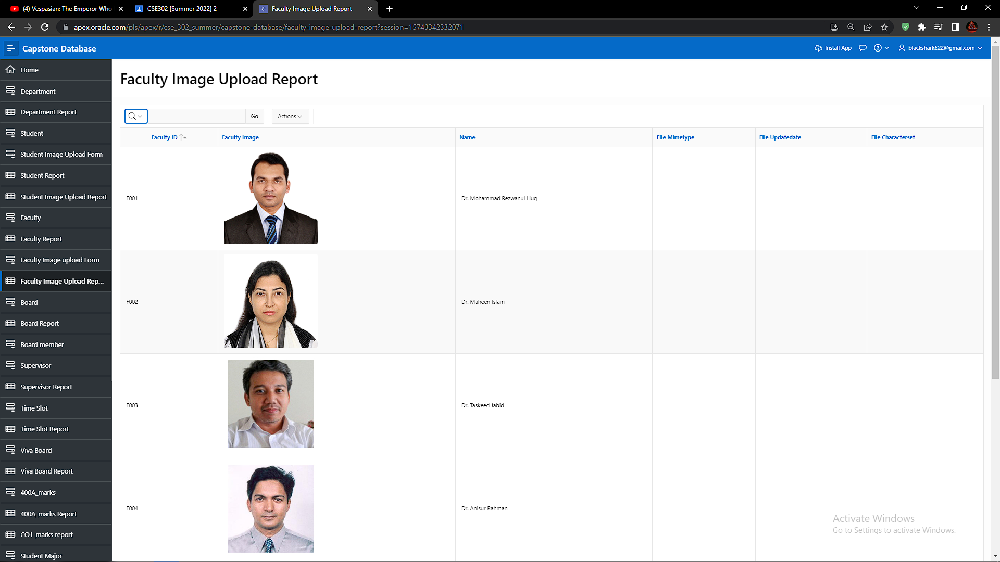 (4) Vespasian: The Emperor Who
CSE302 [Summer 2022] 2
Faculty Image Upload Report
apex.oracle.com/pls/apex/r/cse_302_summer/capstone-database/faculty-image-upload-report?session=15743342332071
Capstone Database
Install App
blackshark622@gmail.com
Home
Department
Department Report
Student
Student Image Upload Form
Student Report
Student Image Upload Report
Faculty
Faculty Report
Faculty Image upload Form
Faculty Image Upload Rep...
Board
Board Report
Board member
Supervisor
Supervisor Report
Time Slot
Time Slot Report
Viva Board
Viva Board Report
400A_marks
400A_marks Report
CO1_marks report
Student Major
Faculty Image Upload Report
Go
Actions
Faculty ID Faculty Image Name File Mimetype File Updatedate File Characterset
F001 Dr. Mohammad Rezwanul Huq
F002 Dr. Maheen Islam
F003 Dr. Taskeed Jabid
F004 Dr. Anisur Rahman
Activate Windows
Go to Settings to activate Windows.